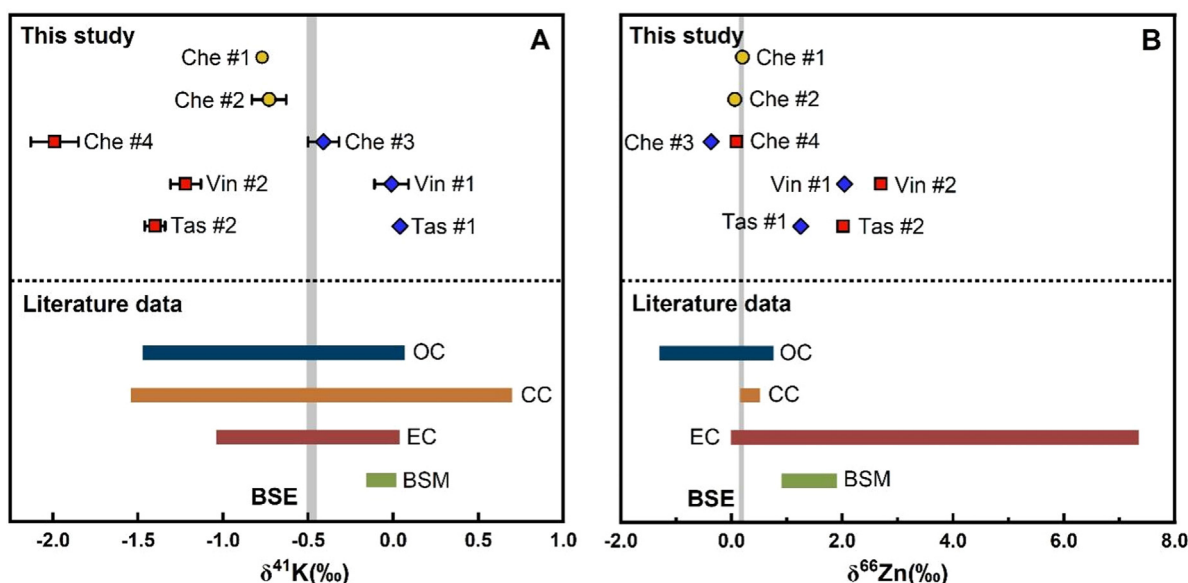 This study
A
Che #1
Che #2
Che #4
Che #3
Vin #2
Vin #1
Tas #2
Tas #1
Literature data
OC
CC
EC
BSM
BSE
-2.0 -1.5 -1.0 -0.5 0.0 0.5 1.0
δ⁴¹K(‰)
This study
B
Che #1
Che #2
Che #3
Che #4
Vin #1
Vin #2
Tas #1
Tas #2
Literature data
OC
CC
EC
BSM
BSE
-2.0 0.0 2.0 4.0 6.0 8.0
δ⁶⁶Zn(‰)